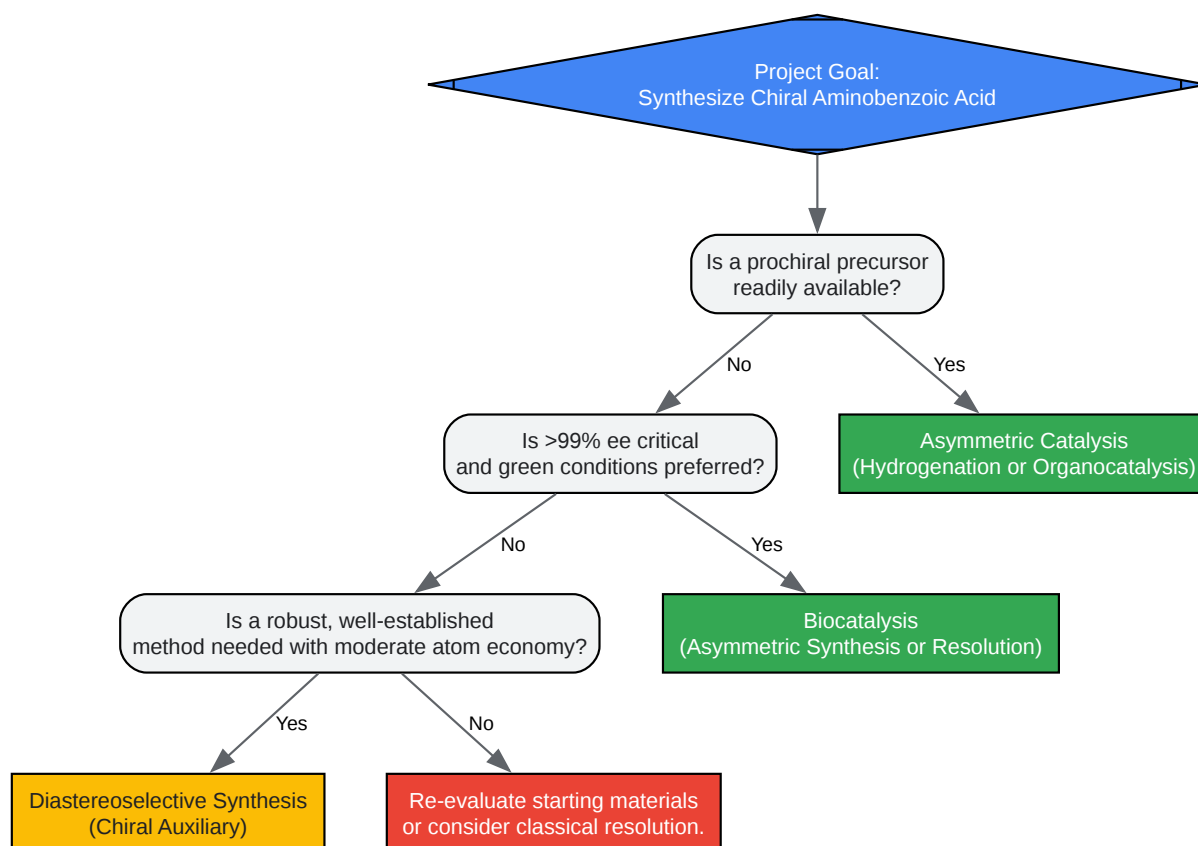 Project Goal:
Synthesize Chiral Aminobenzoic Acid
Is a prochiral precursor
readily available?
No
Yes
Is >99% ee critical
and green conditions preferred?
Asymmetric Catalysis
(Hydrogenation or Organocatalysis)
No
Yes
Is a robust, well-established
method needed with moderate atom economy?
Biocatalysis
(Asymmetric Synthesis or Resolution)
Yes
No
Diastereoselective Synthesis
(Chiral Auxiliary)
Re-evaluate starting materials
or consider classical resolution.